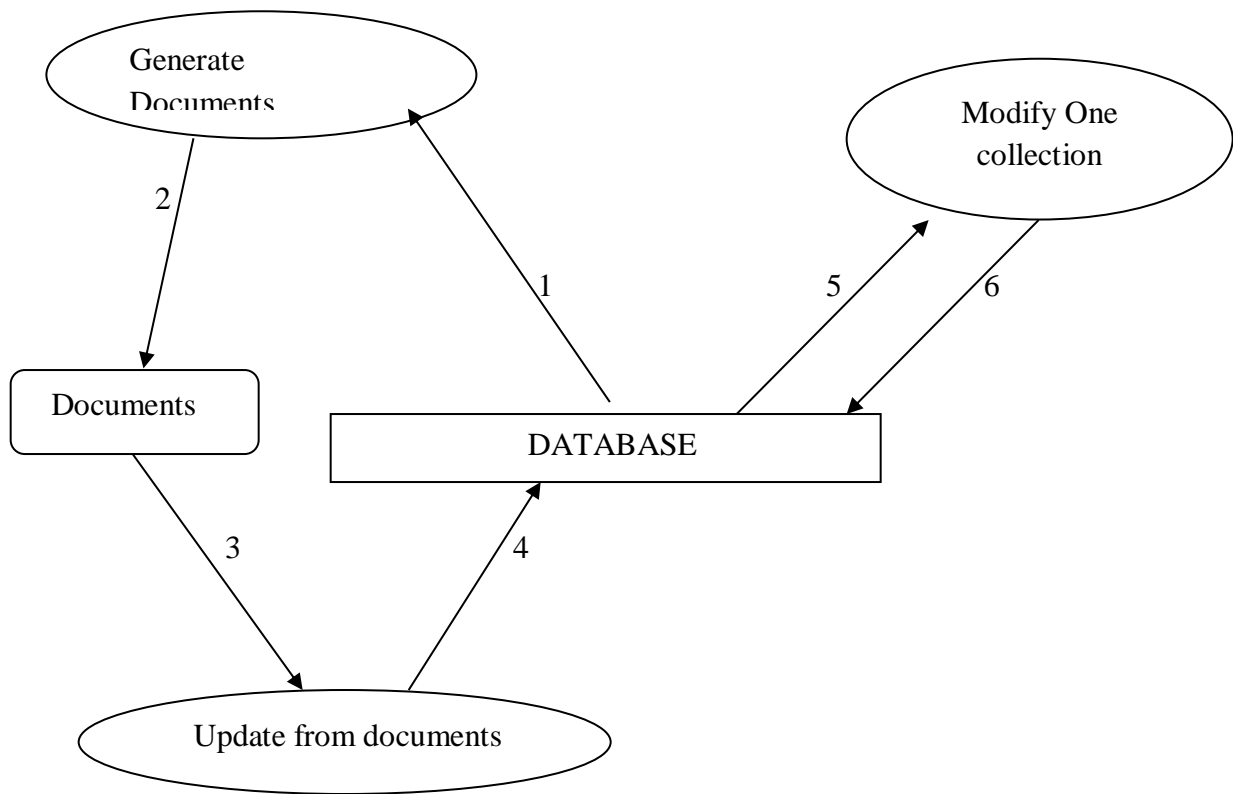 Generate
Documents
Modify One
collection
2
1
5
6
Documents
DATABASE
3
4
Update from documents